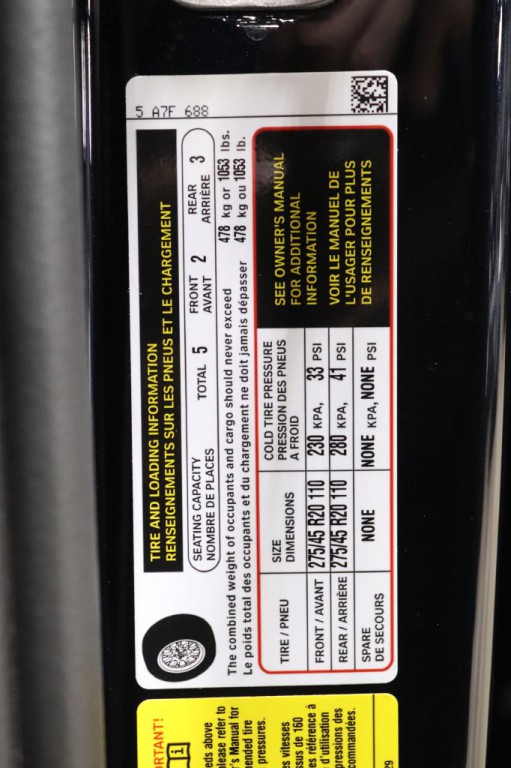 5 A7F 688
TIRE AND LOADING INFORMATION
RENSEIGNEMENTS SUR LES PNEUS ET LE CHARGEMENT
SEATING CAPACITY TOTAL 5 FRONT 2 REAR 3
NOMBRE DE PLACES AVANT ARRIÈRE
The combined weight of occupants and cargo should never exceed 478 kg or 1053 lbs.
Le poids total des occupants et du chargement ne doit jamais dépasser 478 kg ou 1053 lb.
TIRE / PNEU
SIZE
DIMENSIONS
COLD TIRE PRESSURE
PRESSION DES PNEUS
A FROID
FRONT / AVANT 275/45 R20 110 230 KPA, 33 PSI
REAR / ARRIÈRE 275/45 R20 110 280 KPA, 41 PSI
SPARE
DE SECOURS
NONE NONE KPA, NONE PSI
SEE OWNER'S MANUAL
FOR ADDITIONAL
INFORMATION
VOIR LE MANUEL DE
L'USAGER POUR PLUS
DE RENSEIGNEMENTS
ORTANT!
eds above
lease refer to
's Manual for
ended tire
pressures.
es vitesses
ssus de 160
es référence à
d'utilisation
pressions des
commandées.
29